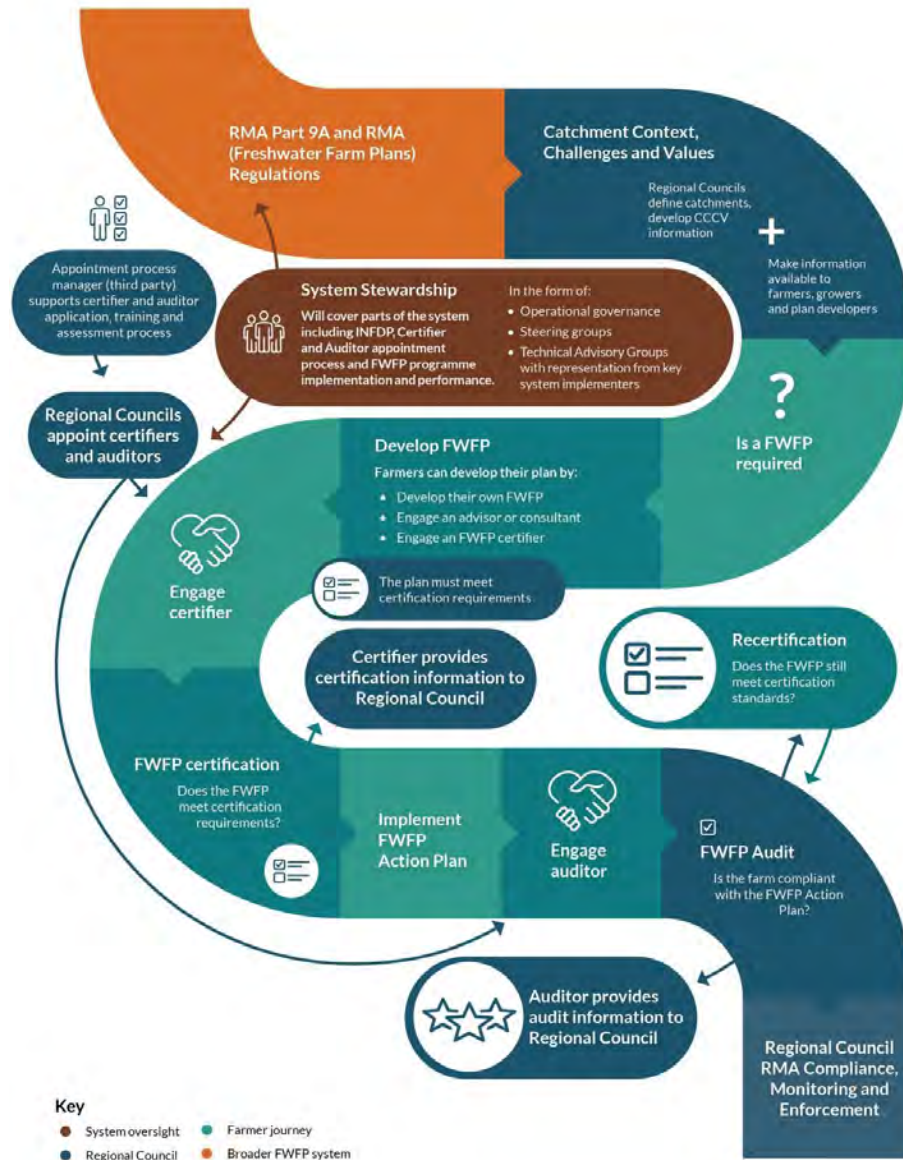 RMA Part 9A and RMA
(Freshwater Farm Plans)
Regulations
Catchment Context,
Challenges and Values
Regional Councils
define catchments,
develop CCCV
information
+
Make information
available to
farmers, growers
and plan developers
Appointment process
manager (third party)
supports certifier and auditor
application, training and
assessment process
System Stewardship
Will cover parts of the system
including INFDP, Certifier
and Auditor appointment
process and FWFP programme
implementation and performance.
In the form of:
• Operational governance
• Steering groups
• Technical Advisory Groups
with representation from key
system implementers
Regional Councils
appoint certifiers
and auditors
?
Is a FWFP
required
Develop FWFP
Farmers can develop their plan by:
• Develop their own FWFP
• Engage an advisor or consultant
• Engage an FWFP certifier
The plan must meet
certification requirements
Engage
certifier
Certifier provides
certification information to
Regional Council
Recertification
Does the FWFP still
meet certification
standards?
FWFP certification
Does the FWFP
meet certification
requirements?
Implement
FWFP
Action Plan
Engage
auditor
FWFP Audit
Is the farm compliant
with the FWFP Action
Plan?
Auditor provides
audit information to
Regional Council
Regional Council
RMA Compliance,
Monitoring and
Enforcement
Key
System oversight
Farmer journey
Regional Council
Broader FWFP system